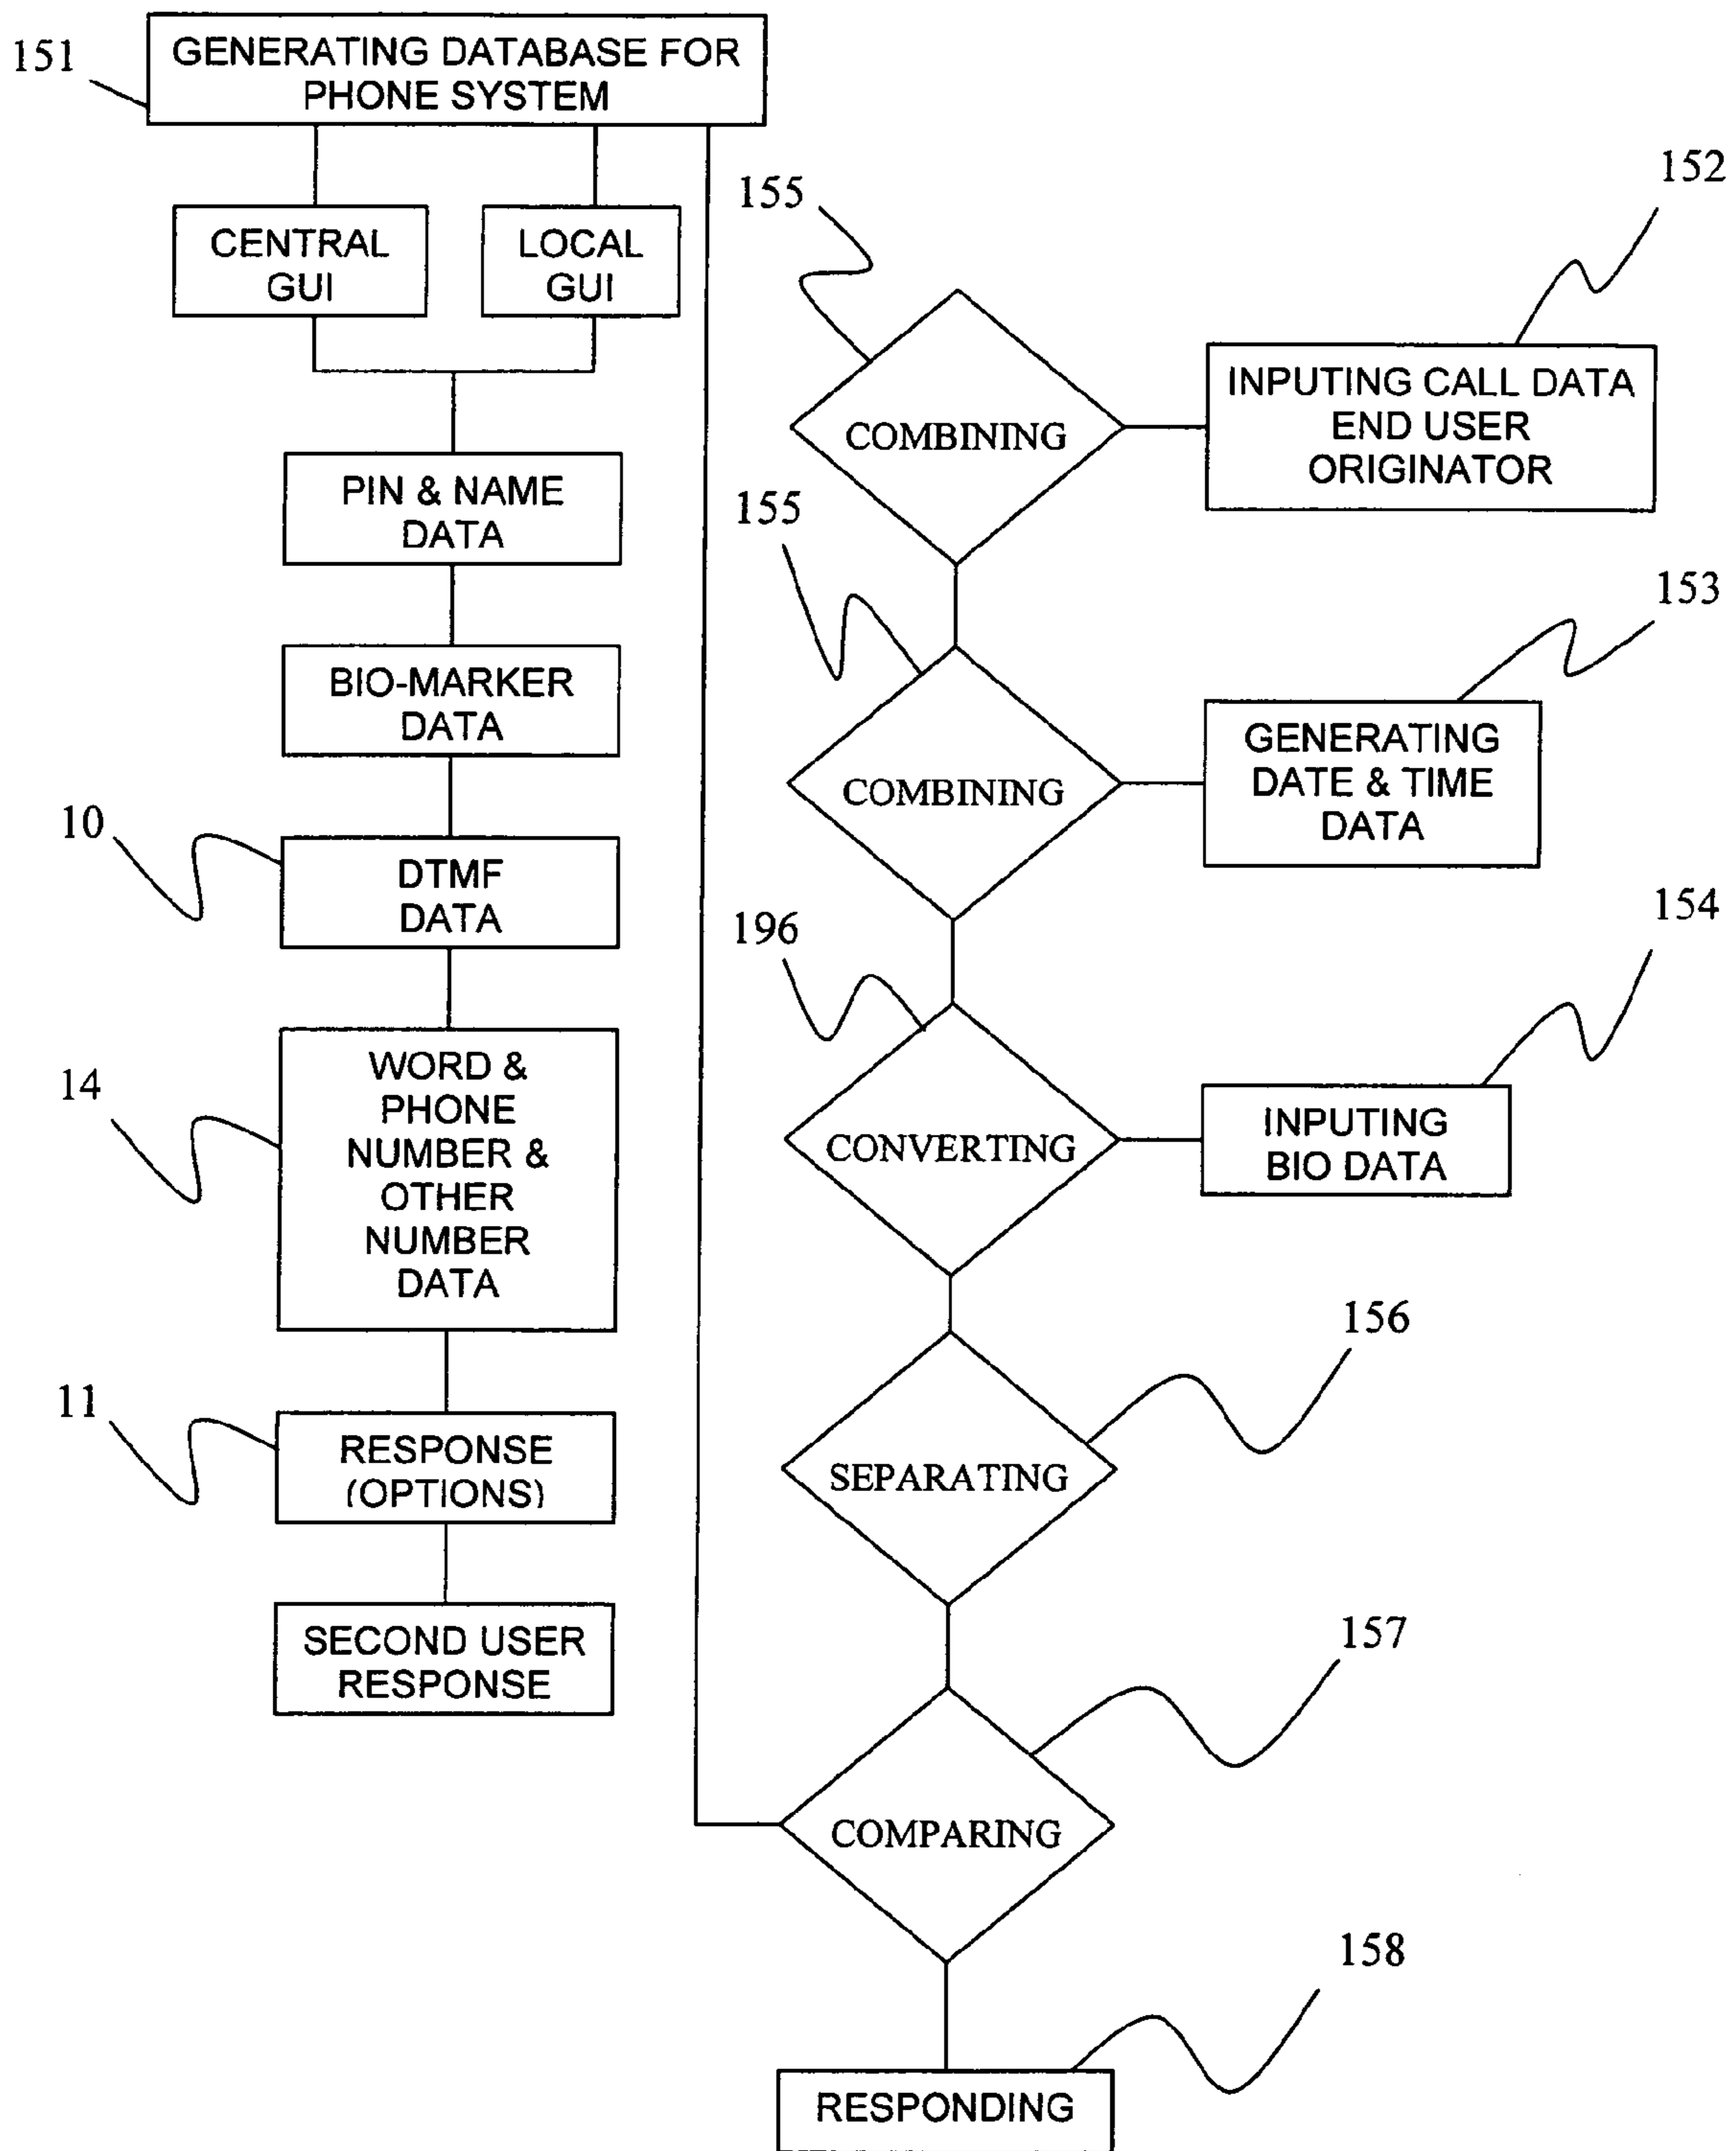 151
GENERATING DATABASE FOR
PHONE SYSTEM
CENTRAL
GUI
LOCAL
GUI
PIN & NAME
DATA
BIO-MARKER
DATA
10
DTMF
DATA
14
WORD &
PHONE
NUMBER &
OTHER
NUMBER
DATA
11
RESPONSE
(OPTIONS)
SECOND USER
RESPONSE
155
COMBINING
152
INPUTING CALL DATA
END USER
ORIGINATOR
155
COMBINING
153
GENERATING
DATE & TIME
DATA
196
CONVERTING
154
INPUTING
BIO DATA
156
SEPARATING
157
COMPARING
158
RESPONDING